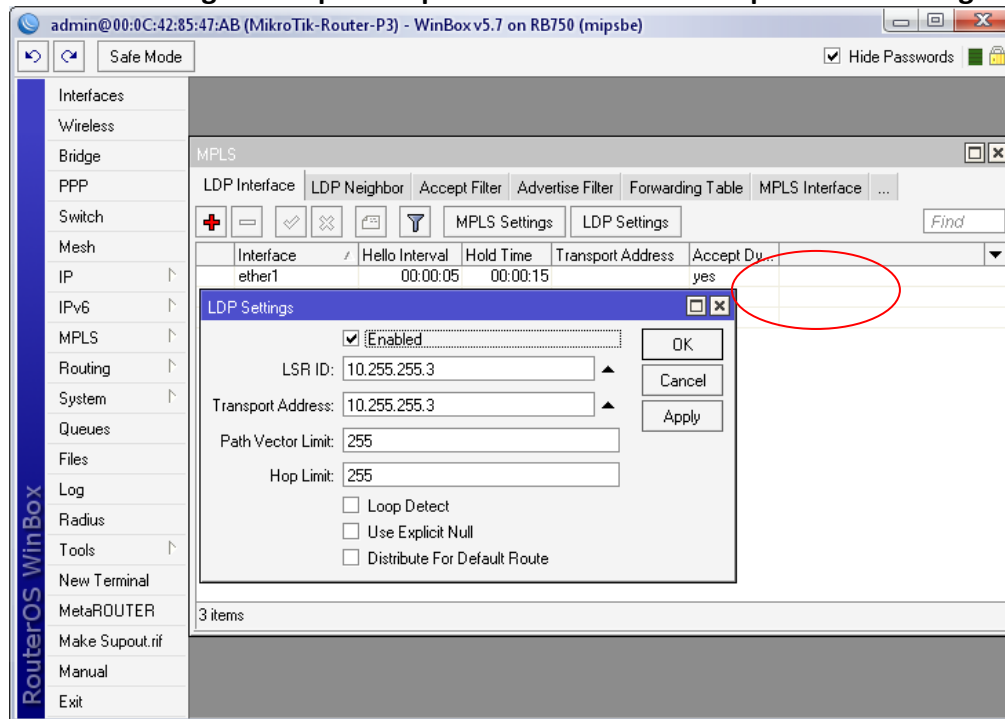 admin@00:0C:42:85:47:AB (MikroTik-Router-P3) - WinBox v5.7 on RB750 (mipsbe)
Safe Mode
Hide Passwords
Interfaces
Wireless
Bridge
PPP
Switch
Mesh
IP
IPv6
MPLS
Routing
System
Queues
Files
Log
Radius
Tools
New Terminal
MetaROUTER
Make Supout.rif
Manual
Exit
RouterOS WinBox
MPLS
LDP Interface LDP Neighbor Accept Filter Advertise Filter Forwarding Table MPLS Interface ...
MPLS Settings LDP Settings Find
Interface / Hello Interval Hold Time Transport Address Accept Dy...
ether1 00:00:05 00:00:15 yes
LDP Settings
Enabled
OK
LSR ID: 10.255.255.3
Cancel
Transport Address: 10.255.255.3
Apply
Path Vector Limit: 255
Hop Limit: 255
Loop Detect
Use Explicit Null
Distribute For Default Route
3 items